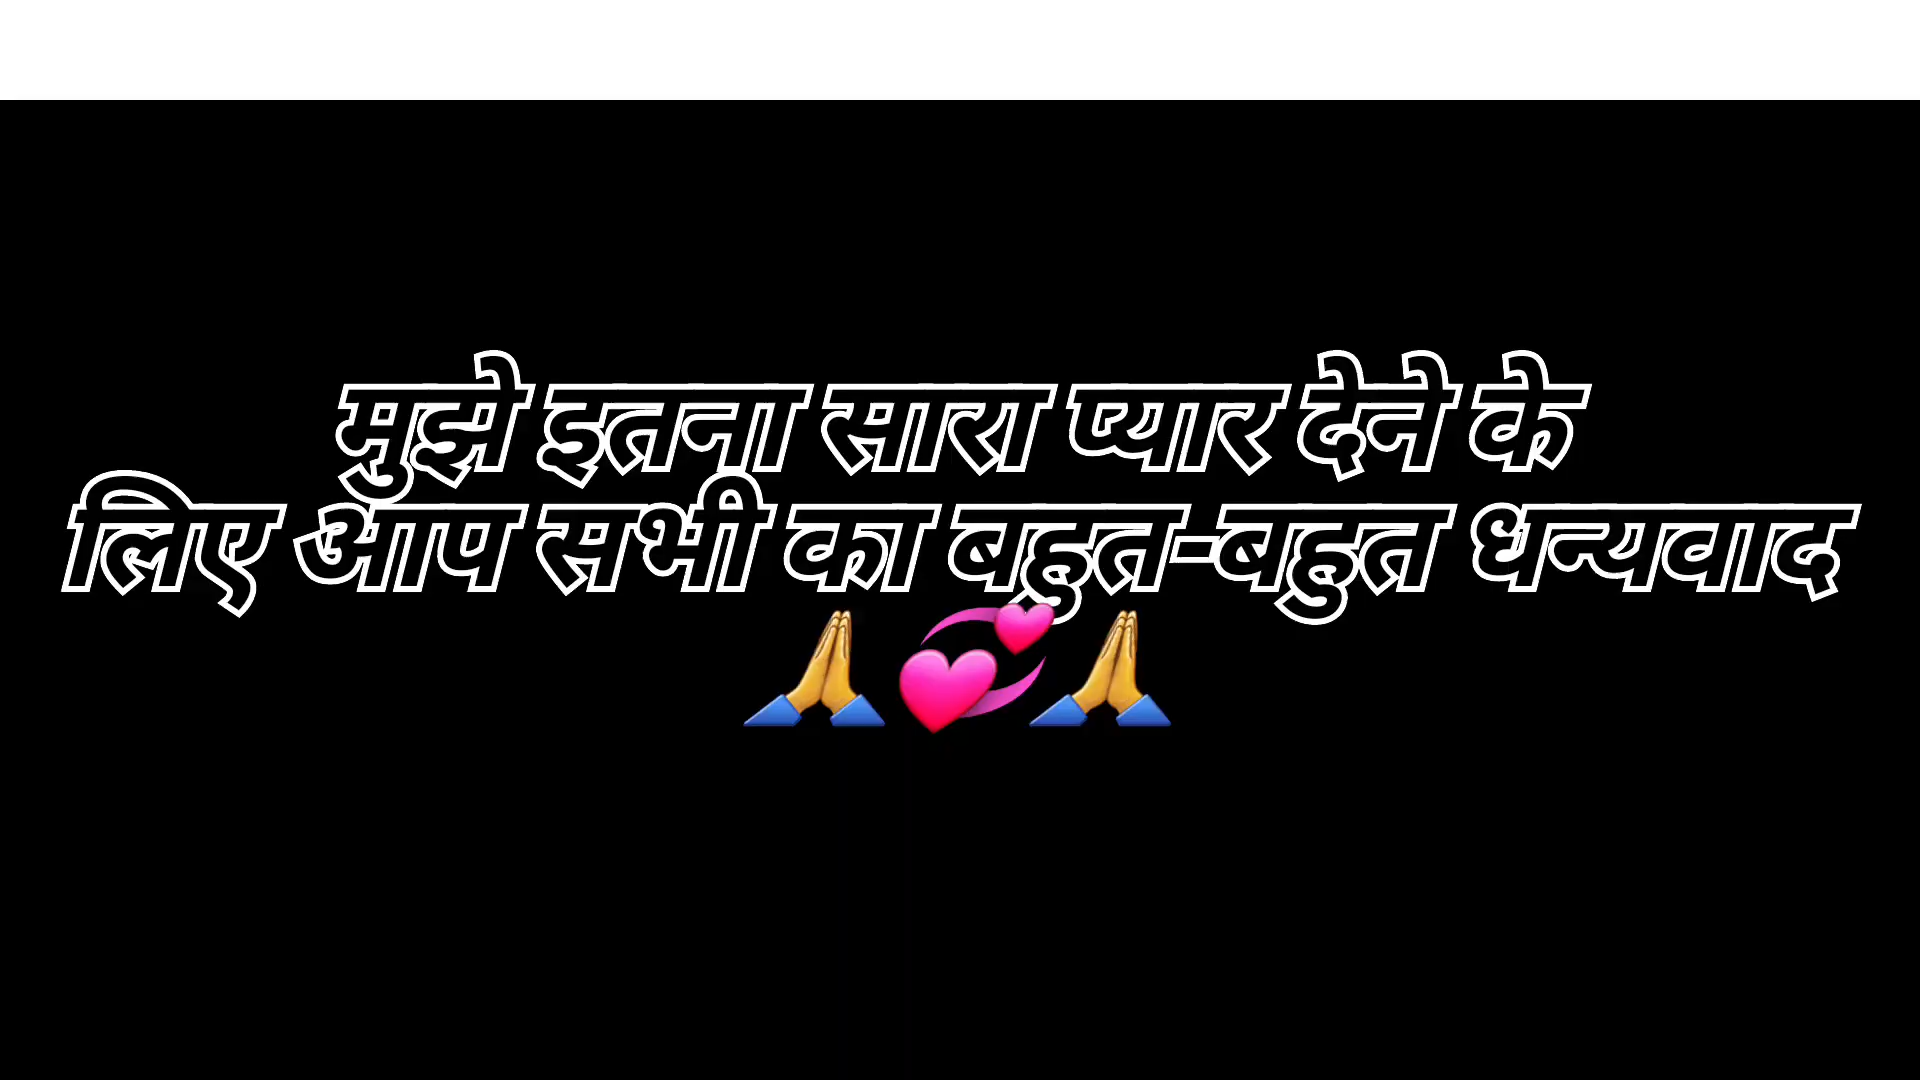 मुझे इतना सारा प्यार देने के
लिए आप सभी का बहुत-बहुत धन्यवाद
🙏💞🙏